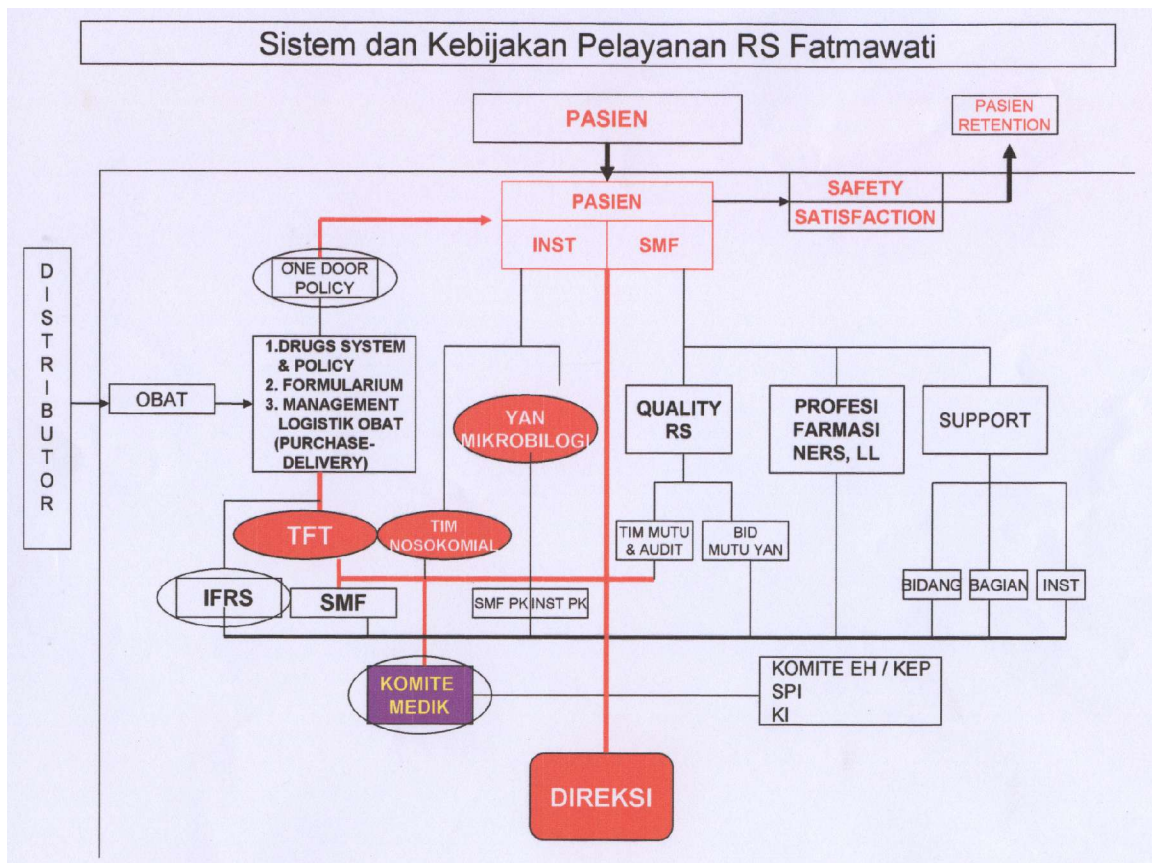 Sistem dan Kebijakan Pelayanan RS Fatmawati
PASIEN
PASIEN
RETENTION
PASIEN
INST
SMF
SAFETY
SATISFACTION
DISTRIBUTOR
OBAT
ONE DOOR
POLICY
1.DRUGS SYSTEM
& POLICY
2. FORMULARIUM
3. MANAGEMENT
LOGISTIK OBAT
(PURCHASE-
DELIVERY)
YAN
MIKROBILOGI
QUALITY
RS
PROFESI
FARMASI
NERS, LL
SUPPORT
TFT
TIM
NOSOKOMIAL
TIM MUTU
& AUDIT
BID
MUTU YAN
IFRS
SMF
SMF PK
INST PK
BIDANG
BAGIAN
INST
KOMITE
MEDIK
KOMITE EH / KEP
SPI
KI
DIREKSI